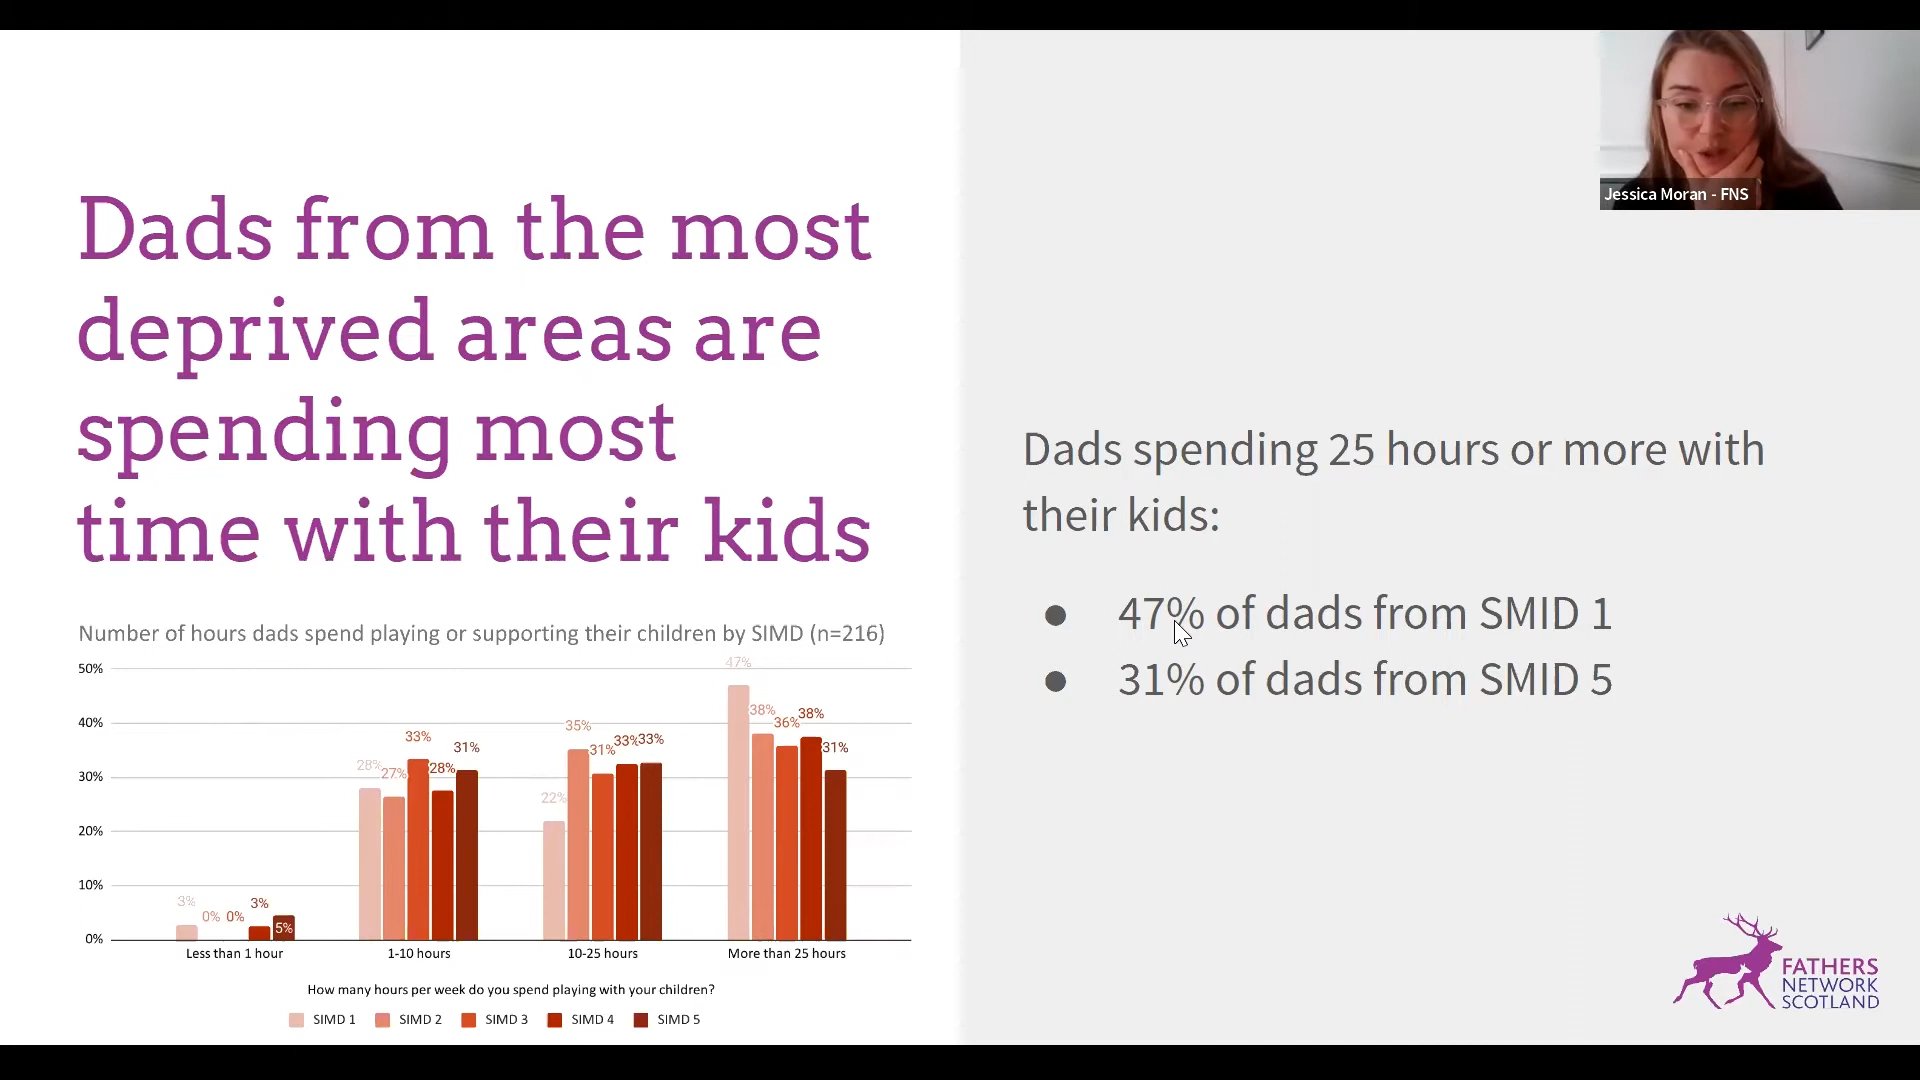 Jessica Moran - FNS
Dads from the most
deprived areas are
spending most
time with their kids
Number of hours dads spend playing or supporting their children by SIMD (n=216)
50%
40%
30%
20%
10%
0%
3%
0%
0%
3%
5%
28%
27%
33%
28%
31%
22%
35%
31%
33%
33%
47%
38%
36%
38%
31%
Less than 1 hour
1-10 hours
10-25 hours
More than 25 hours
How many hours per week do you spend playing with your children?
SIMD 1
SIMD 2
SIMD 3
SIMD 4
SIMD 5
Dads spending 25 hours or more with
their kids:
● 47% of dads from SMID 1
● 31% of dads from SMID 5
FATHERS
NETWORK
SCOTLAND